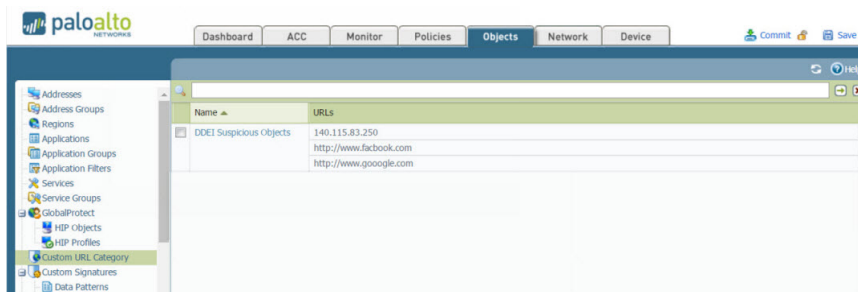 paloalto
NETWORKS
Dashboard ACC Monitor Policies Objects Network Device Commit Save
Help
Addresses
Address Groups
Regions
Applications
Application Groups
Application Filters
Services
Service Groups
GlobalProtect
HIP Objects
HIP Profiles
Custom URL Category
Custom Signatures
Data Patterns
Name URLs
DDEI Suspicious Objects 140.115.83.250
http://www.facbook.com
http://www.gooogle.com